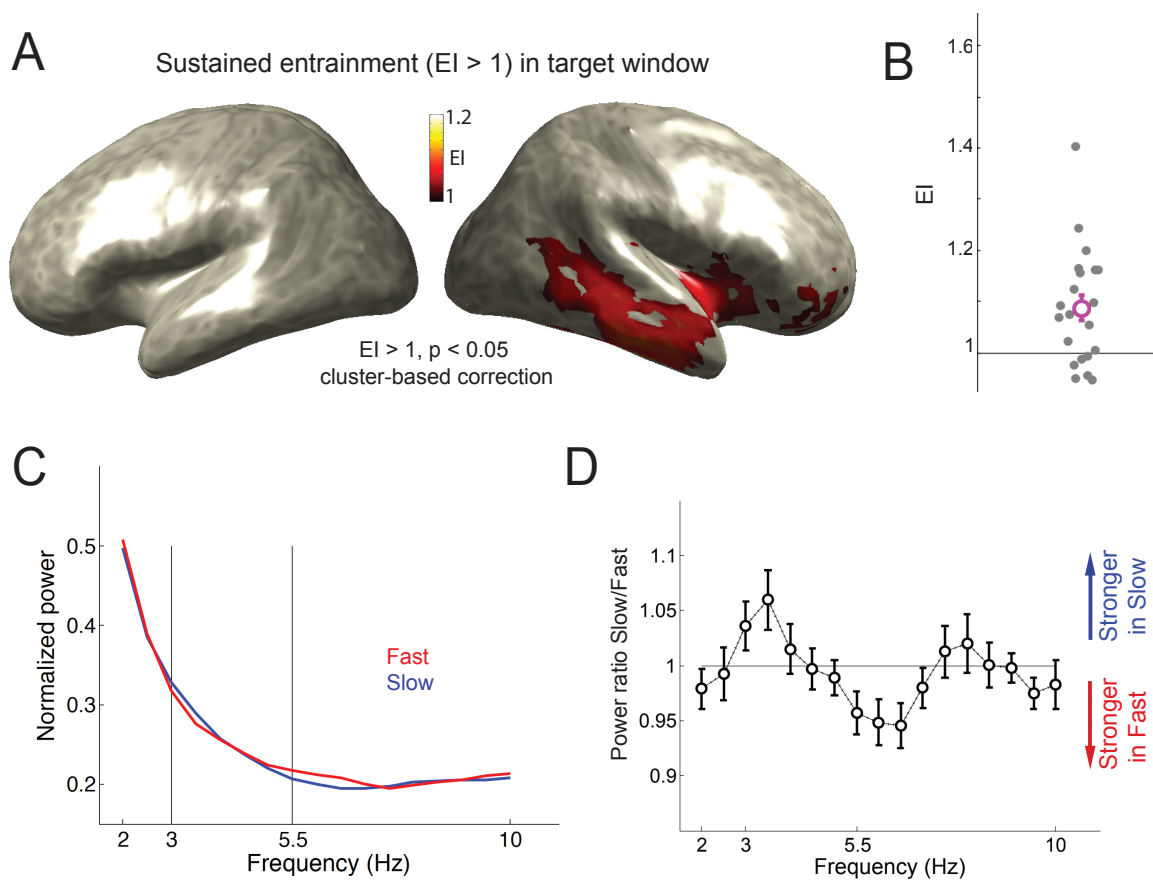 A
Sustained entrainment (EI > 1) in target window
1.2
EI
1
EI > 1, p < 0.05
cluster-based correction
B
1.6
1.4
1.2
1
EI
C
Normalized power
0.5
0.4
0.3
0.2
Fast
Slow
2
3
5.5
10
Frequency (Hz)
D
Power ratio Slow/Fast
1.1
1.05
1
0.95
0.9
2
3
5.5
10
Frequency (Hz)
Stronger
in Slow
Stronger
in Fast